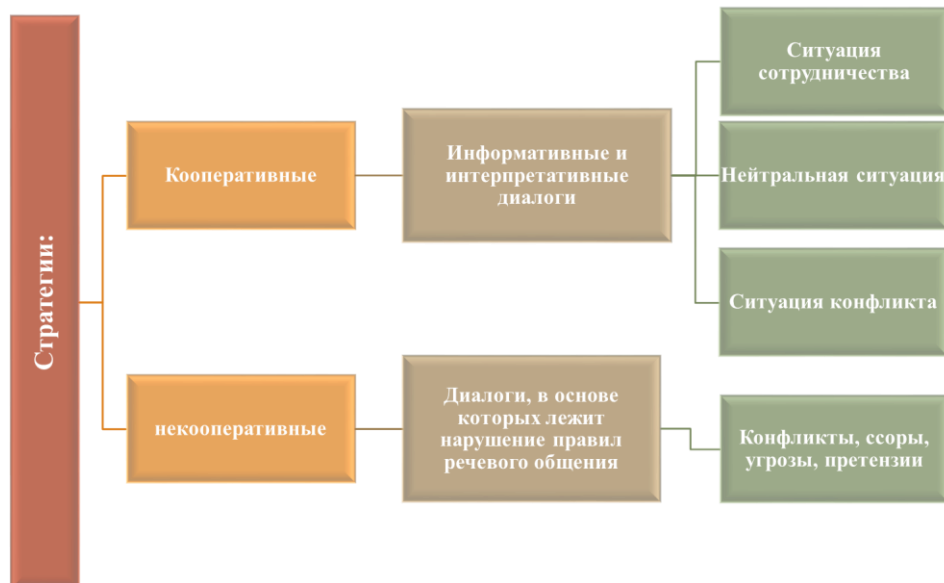 Стратегии:
Кооперативные
Информативные и
интерпретативные
диалоги
Ситуация
сотрудничества
Нейтральная ситуация
Ситуация конфликта
некооперативные
Диалоги, в основе
которых лежит
нарушение правил
речевого общения
Конфликты, ссоры,
угрозы, претензии